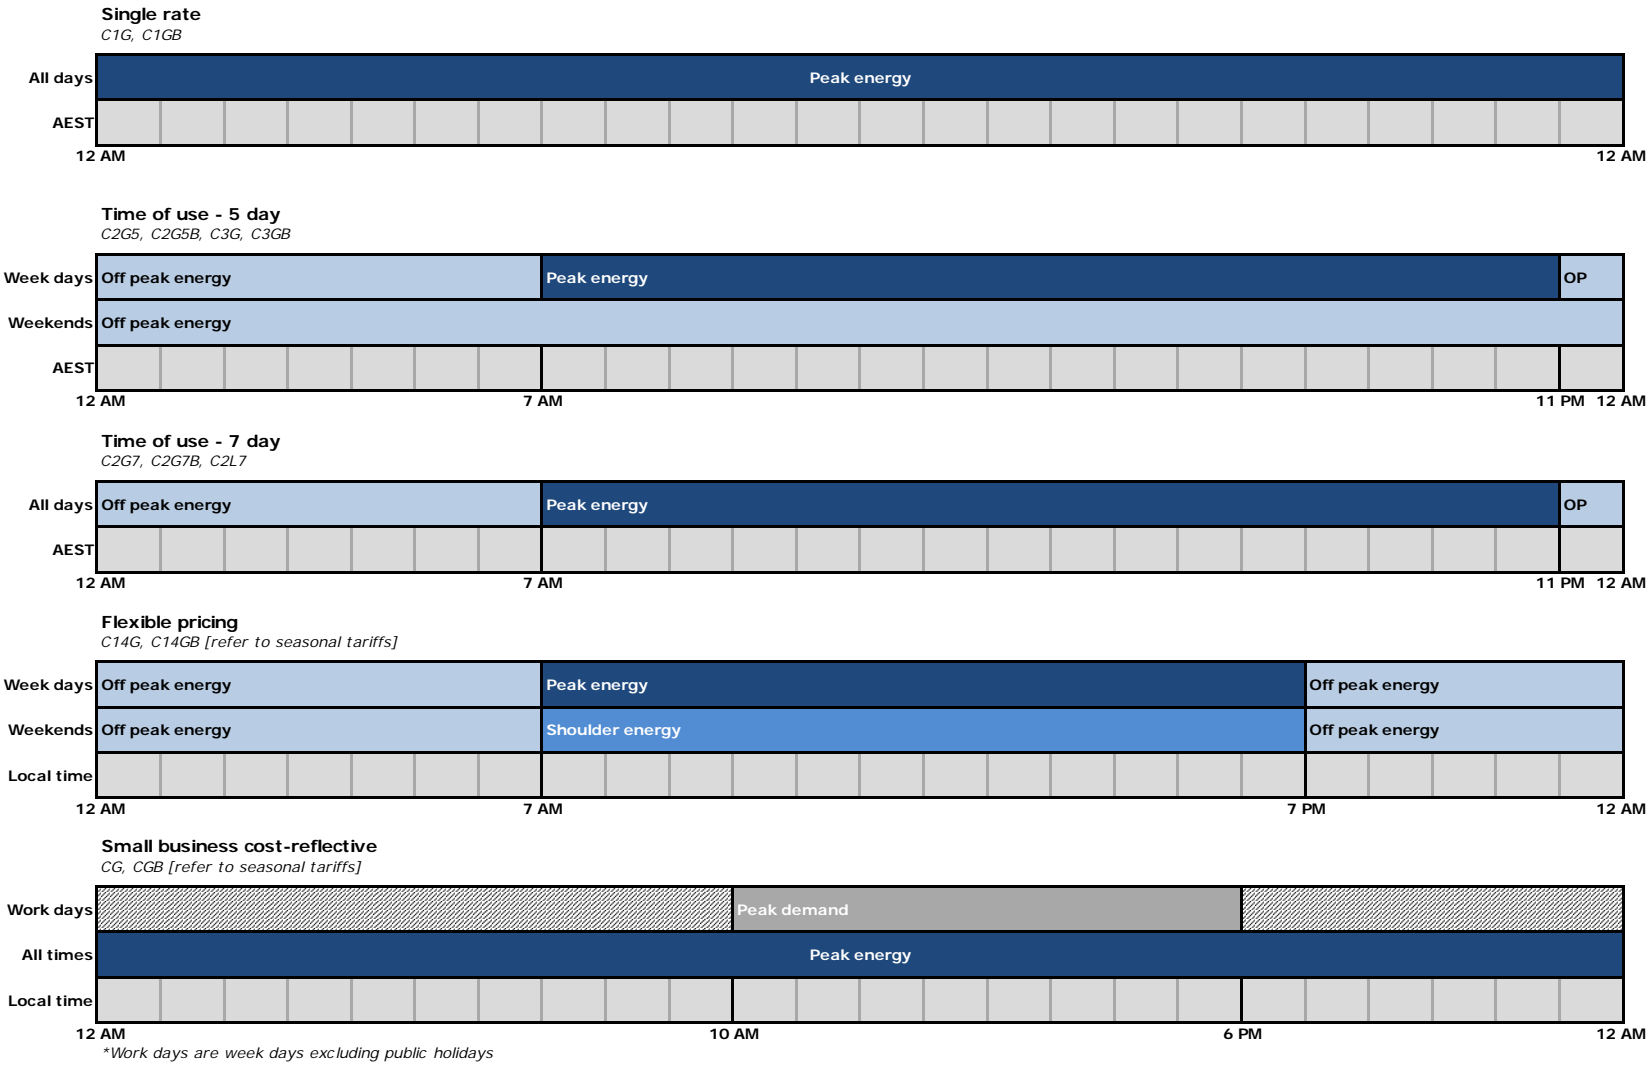 Single rate
C1G, C1GB
All days Peak energy
AEST
12 AM 12 AM
Time of use - 5 day
C2G5, C2G5B, C3G, C3GB
Week days Off peak energy Peak energy OP
Weekends Off peak energy
AEST
12 AM 7 AM 11 PM 12 AM
Time of use - 7 day
C2G7, C2G7B, C2L7
All days Off peak energy Peak energy OP
AEST
12 AM 7 AM 11 PM 12 AM
Flexible pricing
C14G, C14GB [refer to seasonal tariffs]
Week days Off peak energy Peak energy Off peak energy
Weekends Off peak energy Shoulder energy Off peak energy
Local time
12 AM 7 AM 7 PM 12 AM
Small business cost-reflective
CG, CGB [refer to seasonal tariffs]
Work days Peak demand
All times Peak energy
Local time
12 AM 10 AM 6 PM 12 AM
*Work days are week days excluding public holidays